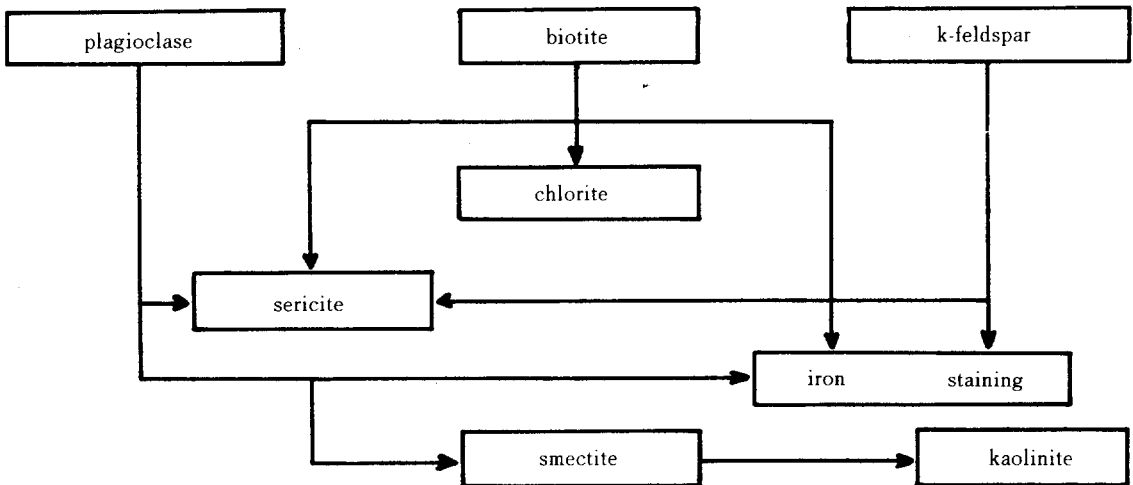 plagioclase
biotite
k-feldspar
chlorite
sericite
iron staining
smectite
kaolinite